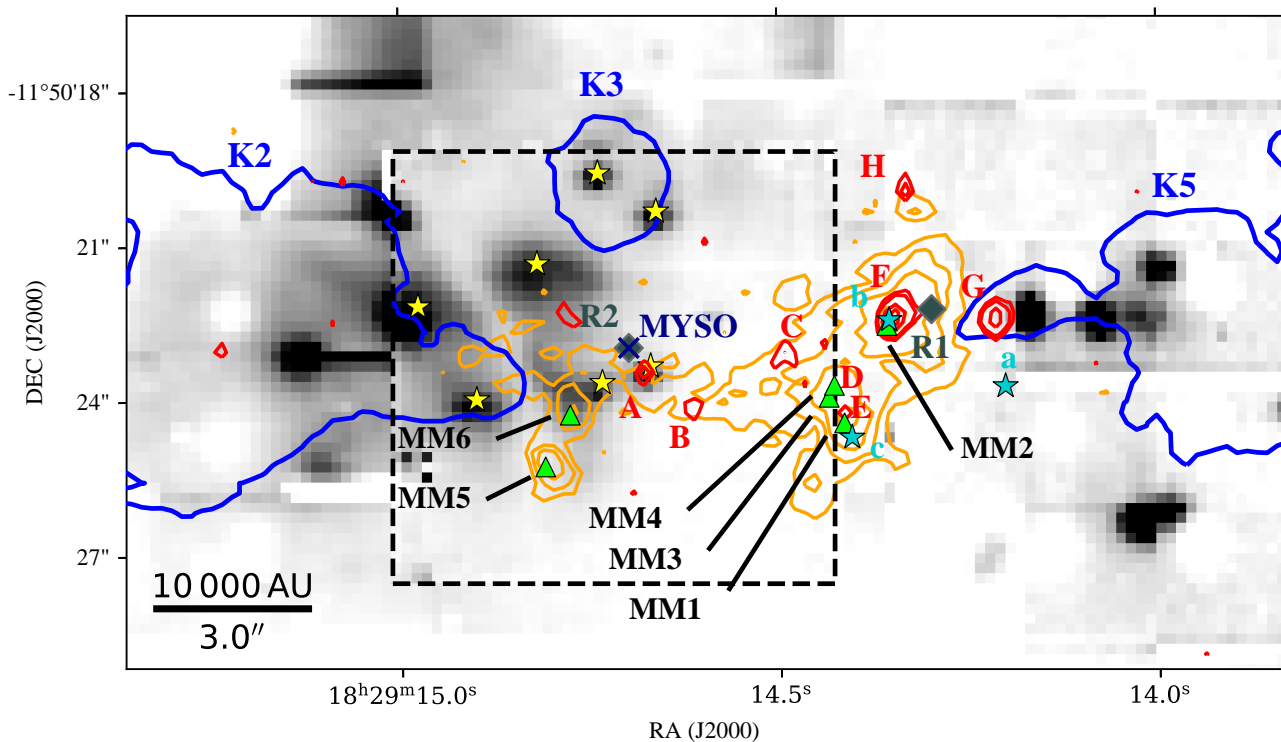 K3
-11°50'18"
K2
H
K5
21"
F
G
b
R2
MYSO
C
R1
a
DEC (J2000)
D
24"
A
E
B
MM6
c
MM2
MM5
MM4
MM3
27"
10 000 AU
MM1
3.0″
18ʰ29ᵐ15.0ˢ
14.5ˢ
14.0ˢ
RA (J2000)